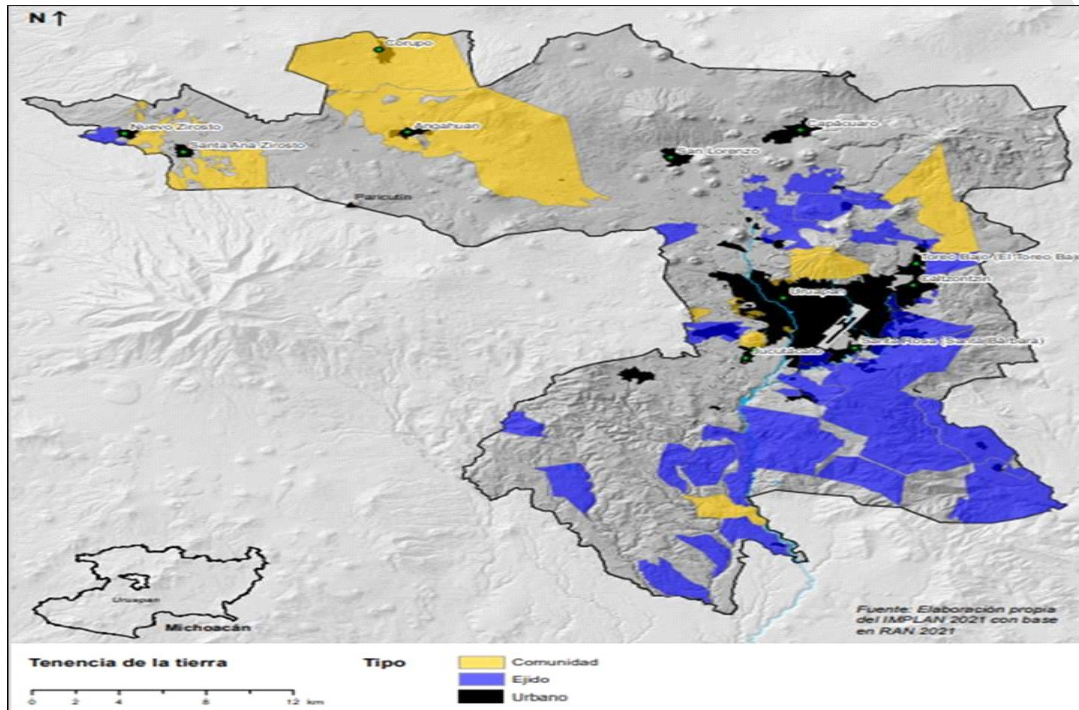 N ↑
Corupo
Angahuan
Nuevo Zirosto
Santa Ana Zirosto
Capácuaro
San Lorenzo
Paricutín
Toreo Bajo (El Toreo Baj
Caltzontzin
Uruapan
Santa Rosa (Santa Bárbara)
Jucutacato
Uruapan
Michoacán
Fuente: Elaboración propia
del IMPLAN 2021 con base
en RAN 2021
Tenencia de la tierra
Tipo
Comunidad
Ejido
Urbano
0 2 4 8 12 km